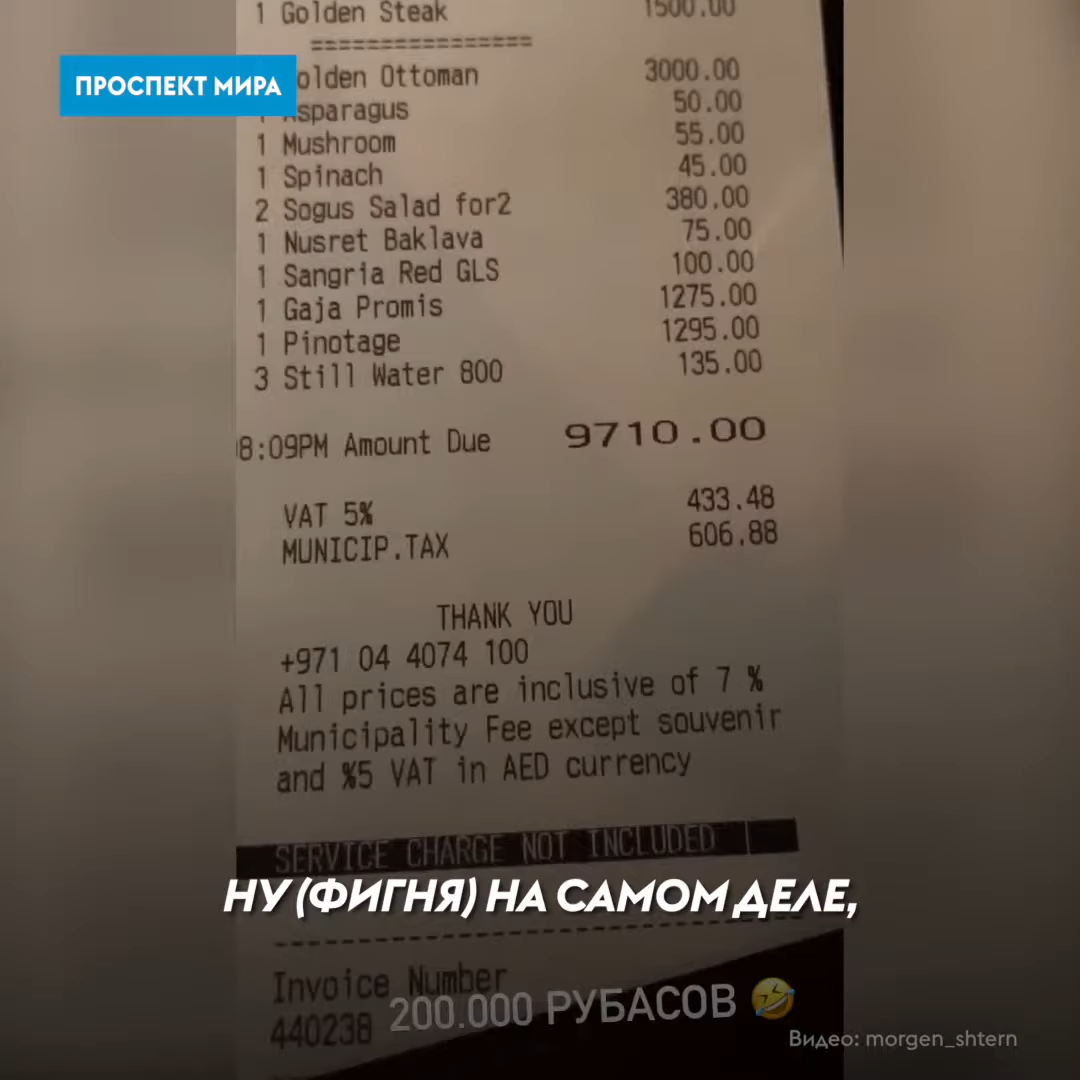 1 Golden Steak 1500.00
================
ПРОСПЕКТ МИРА
olden Ottoman 3000.00
1 Asparagus 50.00
1 Mushroom 55.00
1 Spinach 45.00
2 Sogus Salad for2 380.00
1 Nusret Baklava 75.00
1 Sangria Red GLS 100.00
1 Gaja Promis 1275.00
1 Pinotage 1295.00
3 Still Water 800 135.00
8:09PM Amount Due 9710.00
VAT 5% 433.48
MUNICIP.TAX 606.88
THANK YOU
+971 04 4074 100
All prices are inclusive of 7 %
Municipality Fee except souvenir
and %5 VAT in AED currency
SERVICE CHARGE NOT INCLUDED
НУ (ФИГНЯ) НА САМОМ ДЕЛЕ,
Invoice Number
440238
200.000 РУБАСОВ 🤣
Видео: morgen_shtern